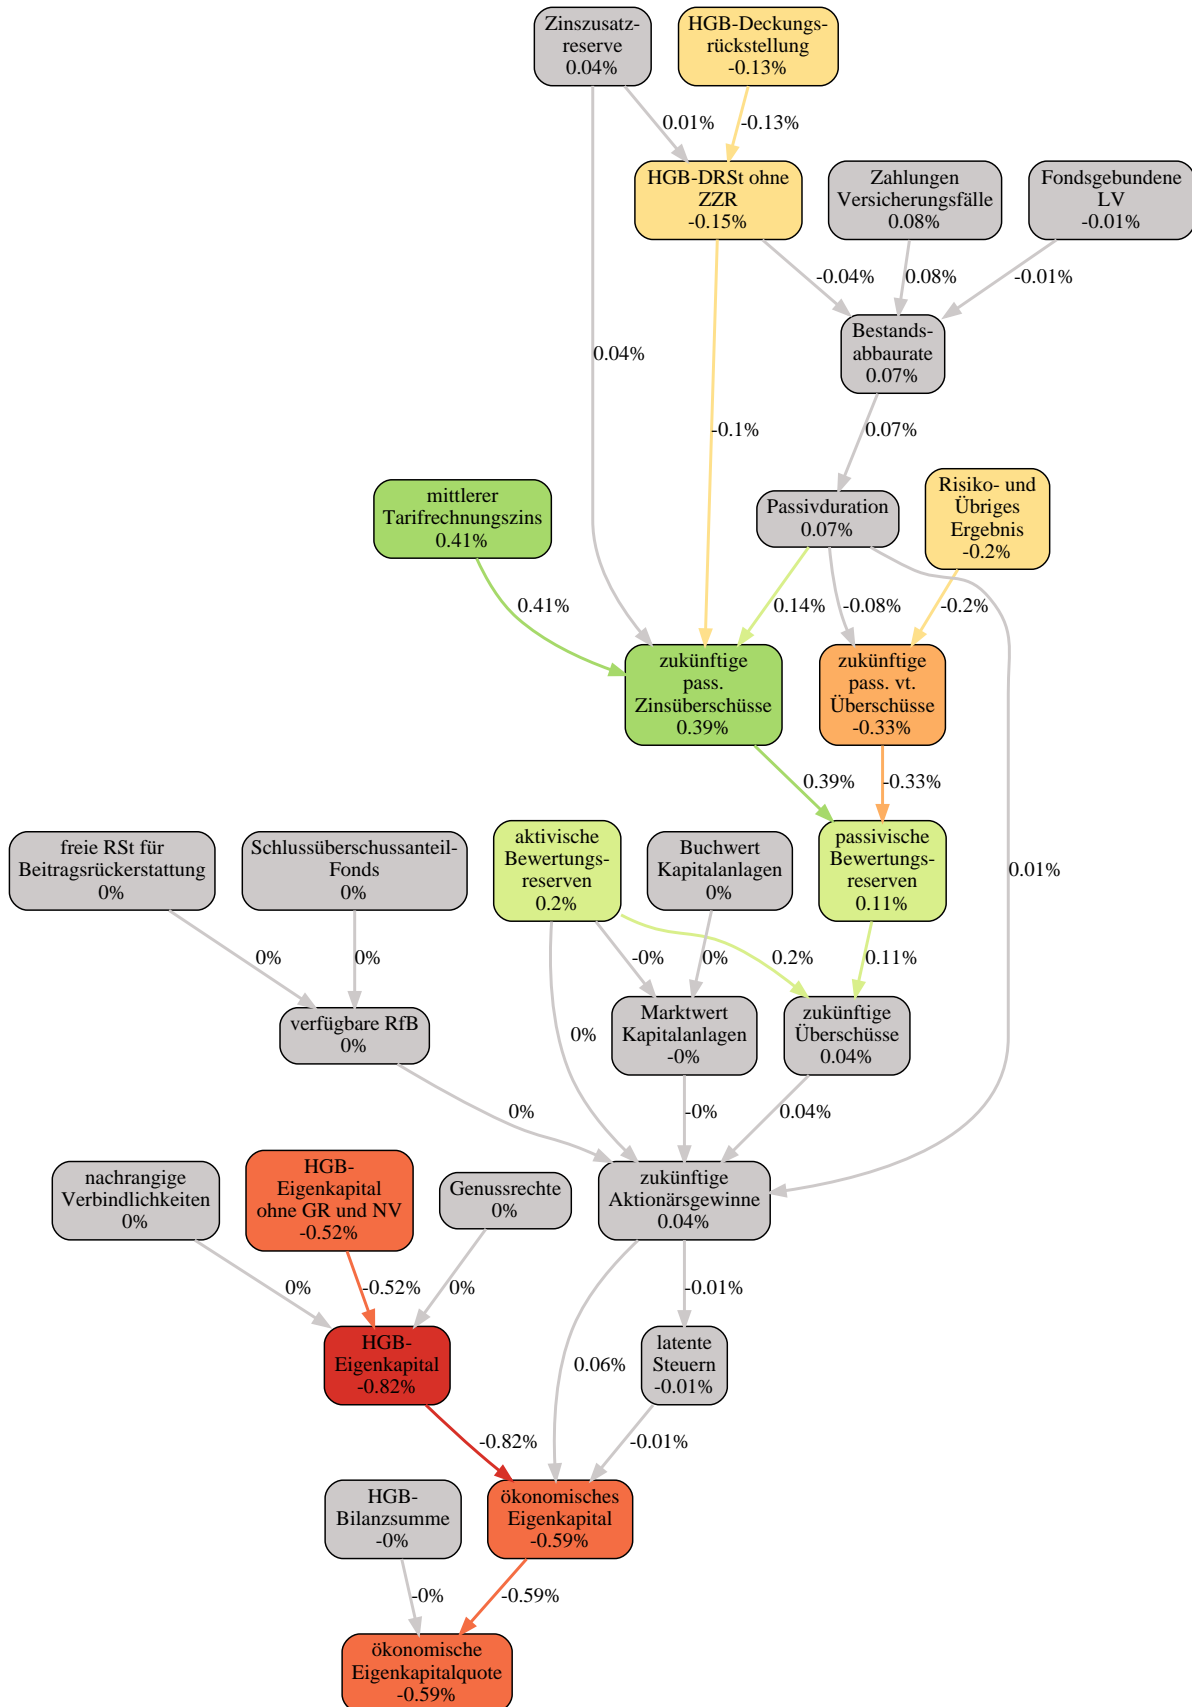 Zinszusatz-
reserve
0.04%
HGB-Deckungs-
rückstellung
-0.13%
0.01%
-0.13%
HGB-DRSt ohne
ZZR
-0.15%
Zahlungen
Versicherungsfälle
0.08%
Fondsgebundene
LV
-0.01%
-0.04%
0.08%
-0.01%
Bestands-
abbaurate
0.07%
0.04%
-0.1%
0.07%
mittlerer
Tarifrechnungszins
0.41%
Passivduration
0.07%
Risiko- und
Übriges
Ergebnis
-0.2%
0.41%
0.14%
-0.08%
-0.2%
zukünftige
pass.
Zinsüberschüsse
0.39%
zukünftige
pass. vt.
Überschüsse
-0.33%
0.39%
-0.33%
freie RSt für
Beitragsrückerstattung
0%
Schlussüberschussanteil-
Fonds
0%
aktivische
Bewertungs-
reserven
0.2%
Buchwert
Kapitalanlagen
0%
passivische
Bewertungs-
reserven
0.11%
0.01%
0%
0%
-0%
0%
0.2%
0.11%
verfügbare RfB
0%
0%
Marktwert
Kapitalanlagen
-0%
zukünftige
Überschüsse
0.04%
0%
-0%
0.04%
nachrangige
Verbindlichkeiten
0%
HGB-
Eigenkapital
ohne GR und NV
-0.52%
Genussrechte
0%
zukünftige
Aktionärsgewinne
0.04%
0%
-0.52%
0%
-0.01%
HGB-
Eigenkapital
-0.82%
0.06%
latente
Steuern
-0.01%
-0.82%
-0.01%
HGB-
Bilanzsumme
-0%
ökonomisches
Eigenkapital
-0.59%
-0%
-0.59%
ökonomische
Eigenkapitalquote
-0.59%